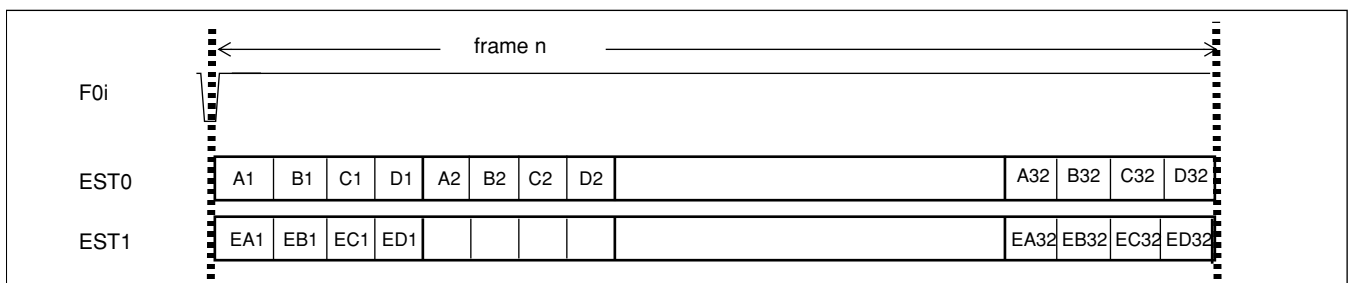 frame n
F0i
EST0 A1 B1 C1 D1 A2 B2 C2 D2 A32 B32 C32 D32
EST1 EA1 EB1 EC1 ED1 EA32 EB32 EC32 ED32